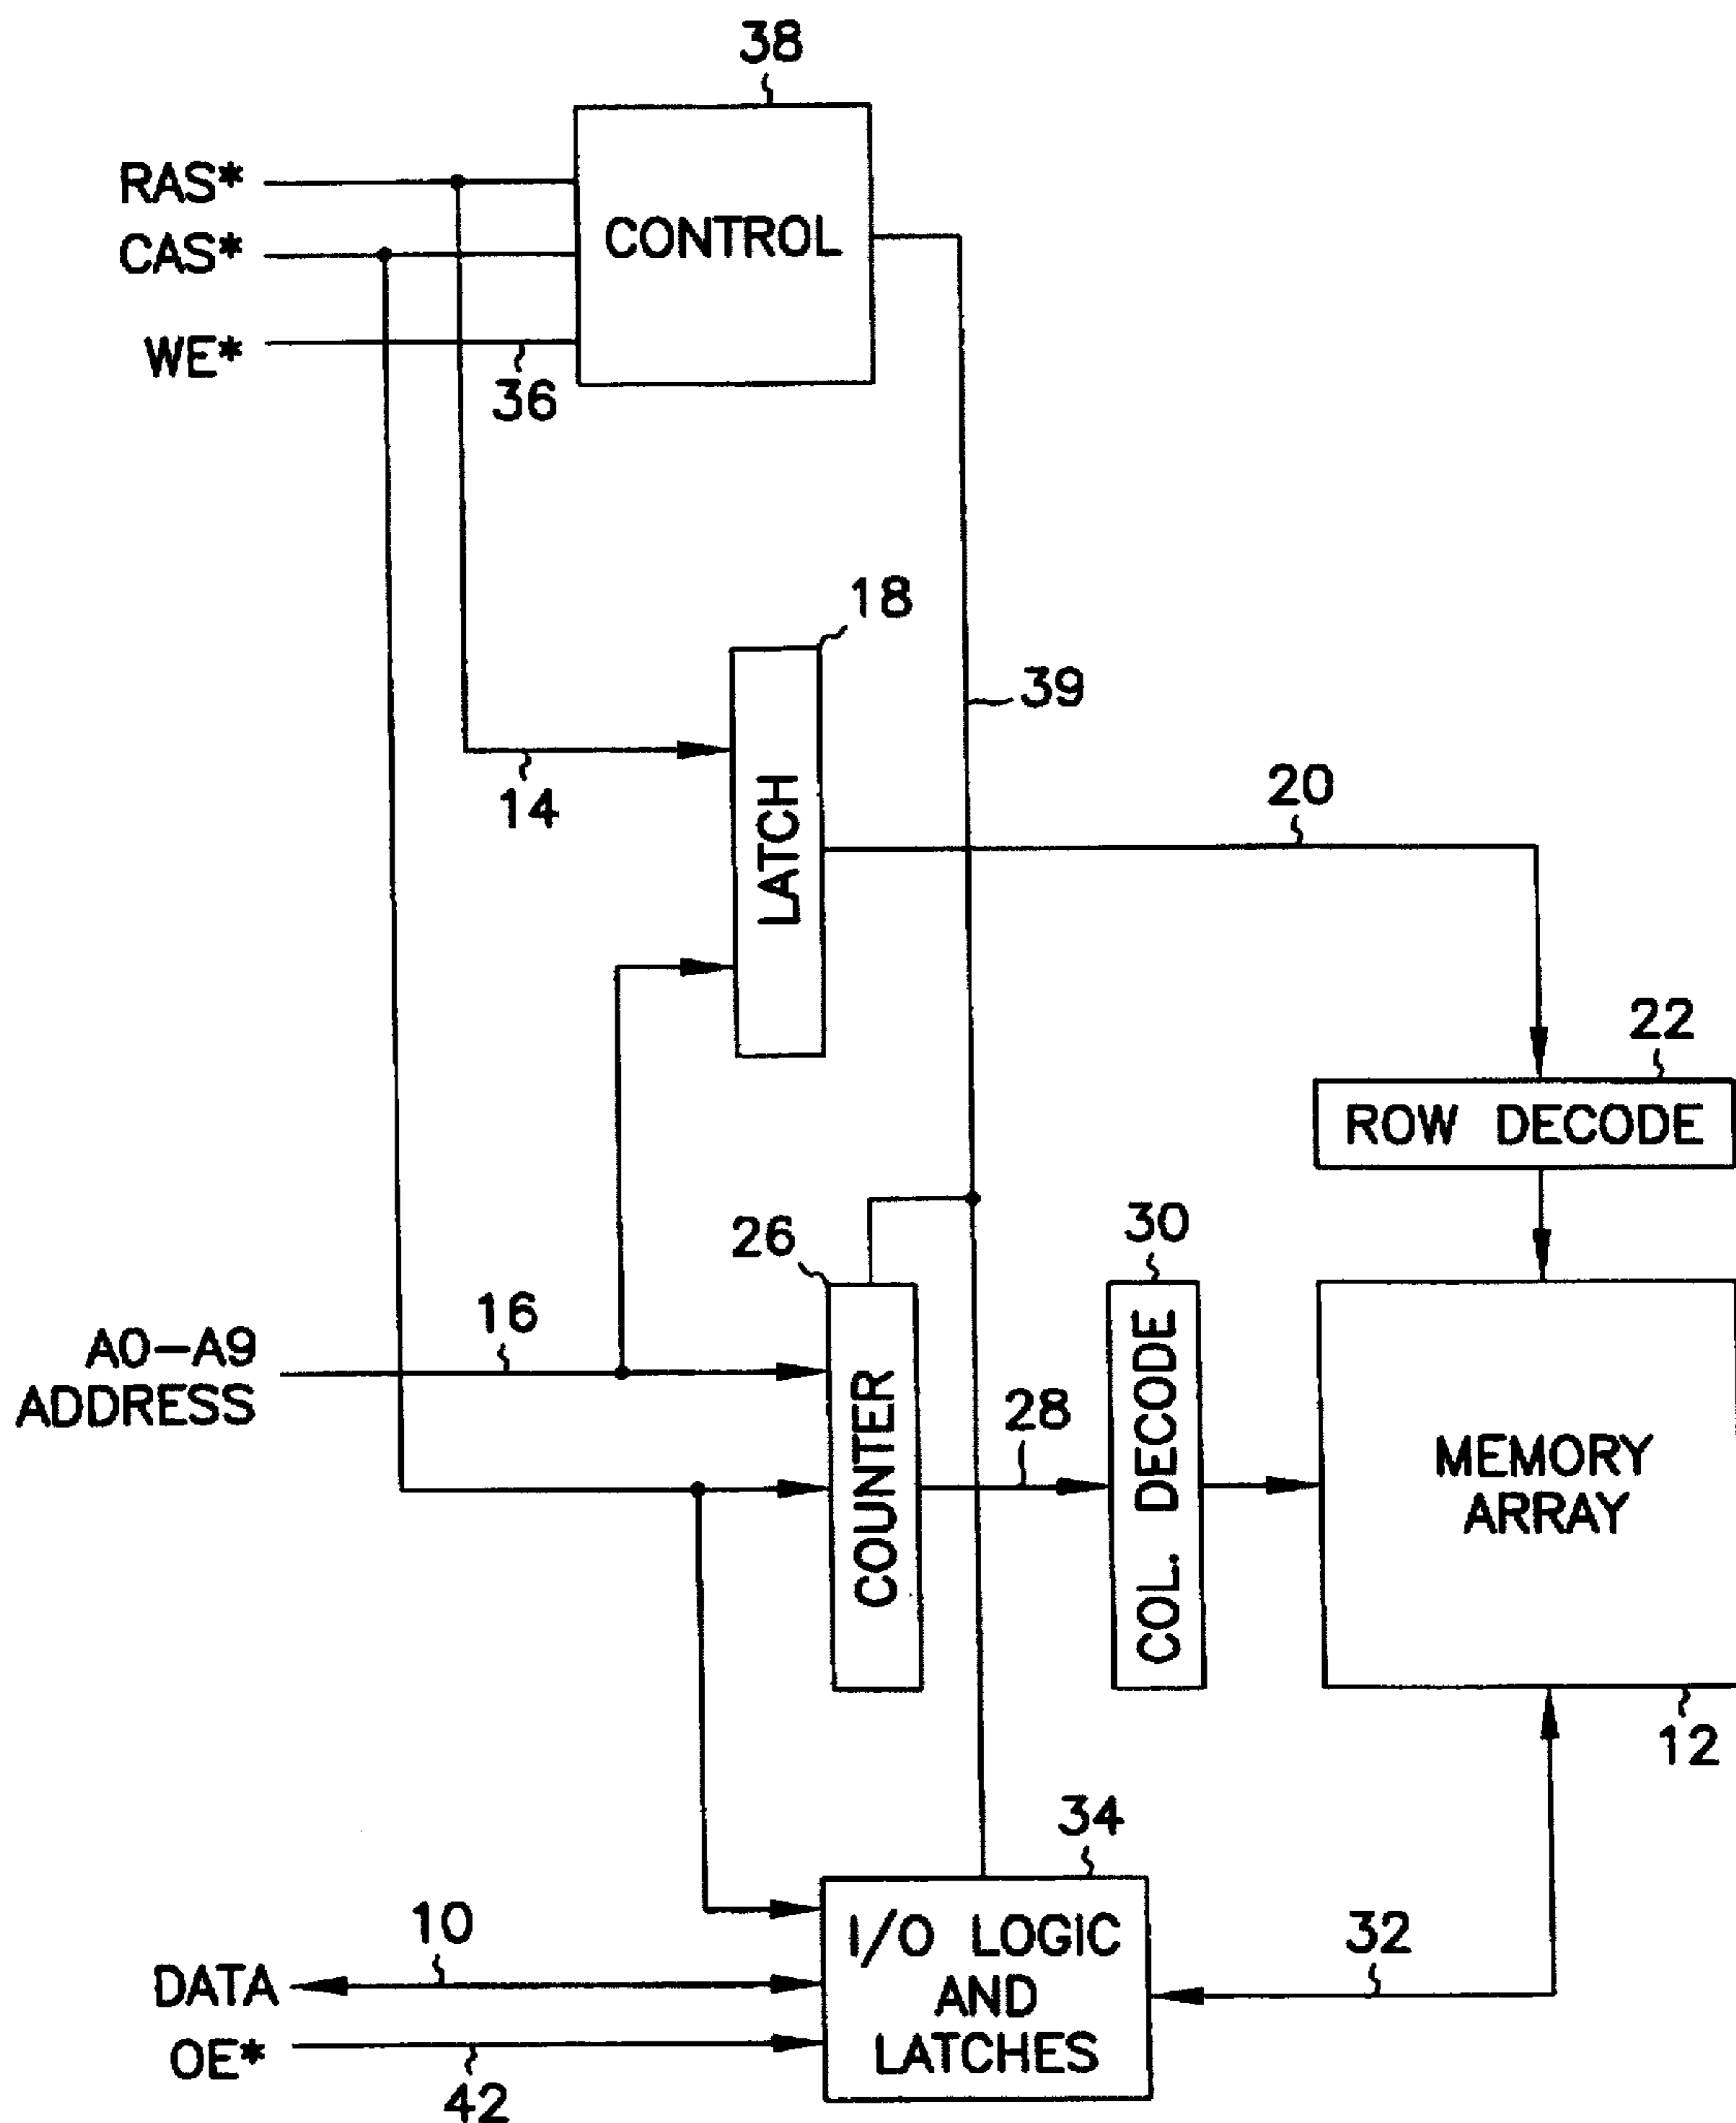 38
RAS*
CAS*
WE*
CONTROL
36
18
39
14
LATCH
20
22
ROW DECODE
26
30
16
A0-A9
ADDRESS
COUNTER
28
COL. DECODE
MEMORY
ARRAY
12
34
10
I/O LOGIC
AND
LATCHES
32
DATA
OE*
42